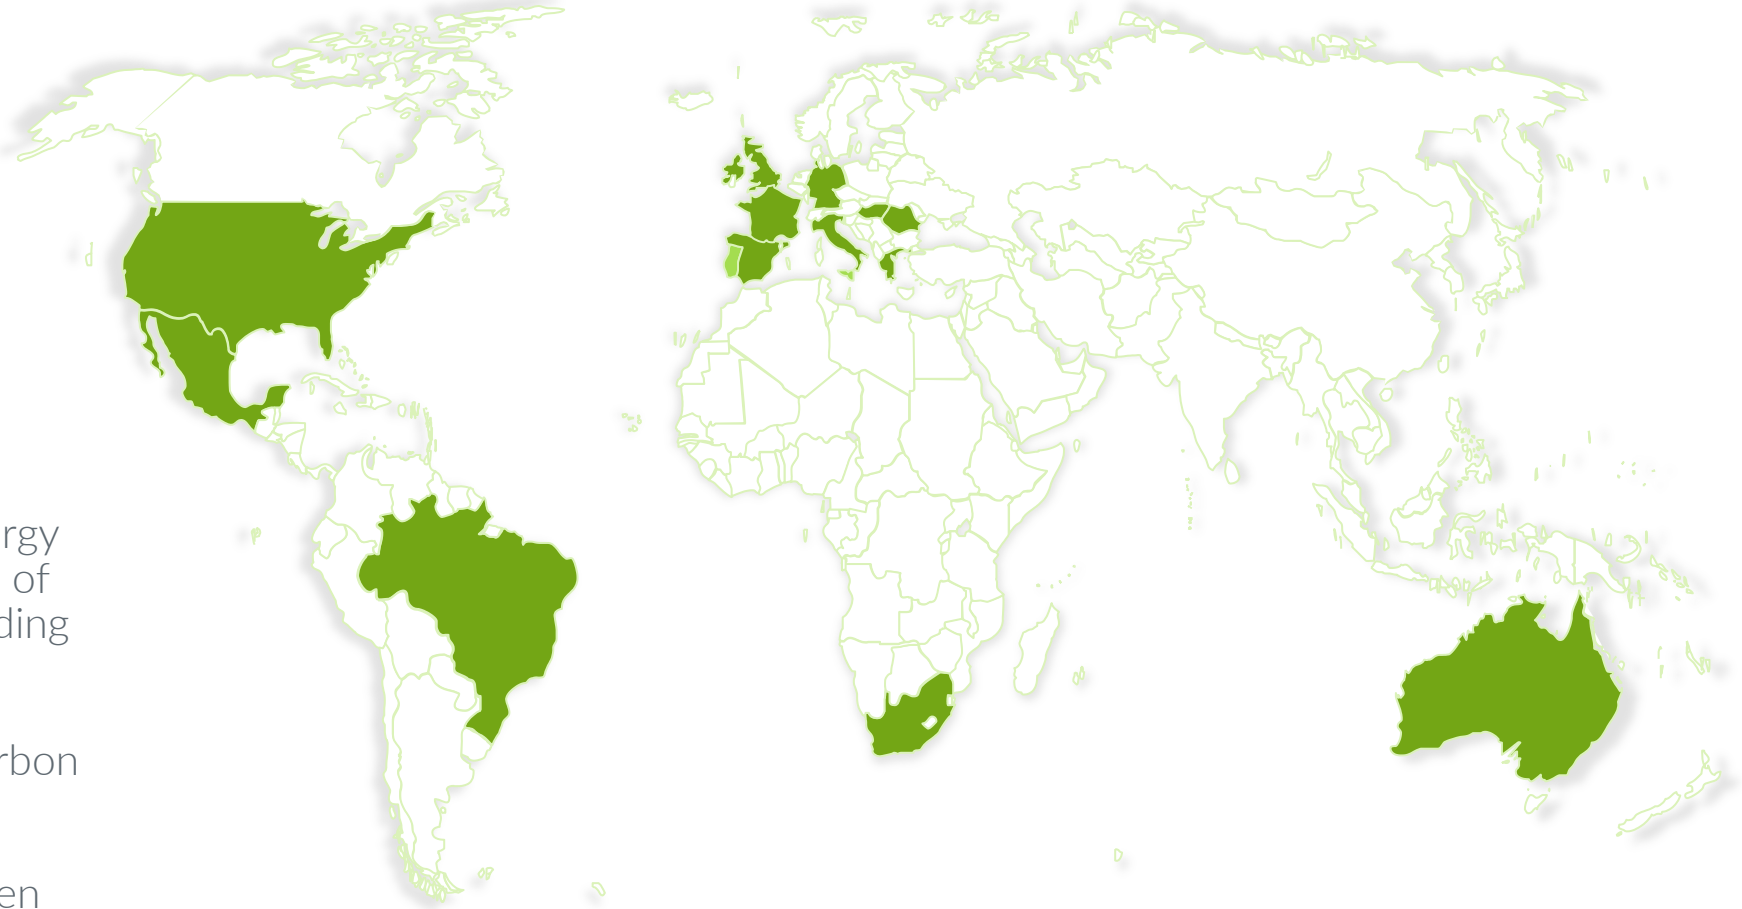 rgy
of
ding
rbon
en